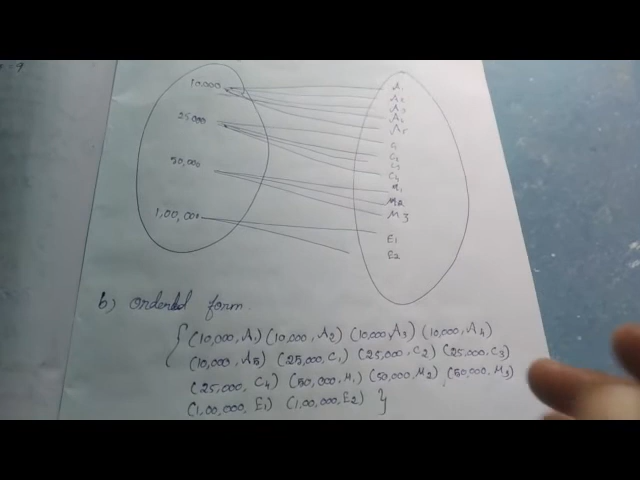 10,000
25000
50,000
1,00,000
A1
A2
A3
A4
A5
C1
C2
C3
C4
M1
M2
M3
E1
E2
b) ordered form
{(10,000, A1) (10,000, A2) (10,000, A3) (10,000, A4)
(10,000, A5) (25,000, C1) (25,000, C2) (25,000, C3)
(25,000, C4) (50,000, M1) (50,000, M2) (50,000, M3)
(1,00,000, E1) (1,00,000, E2) }